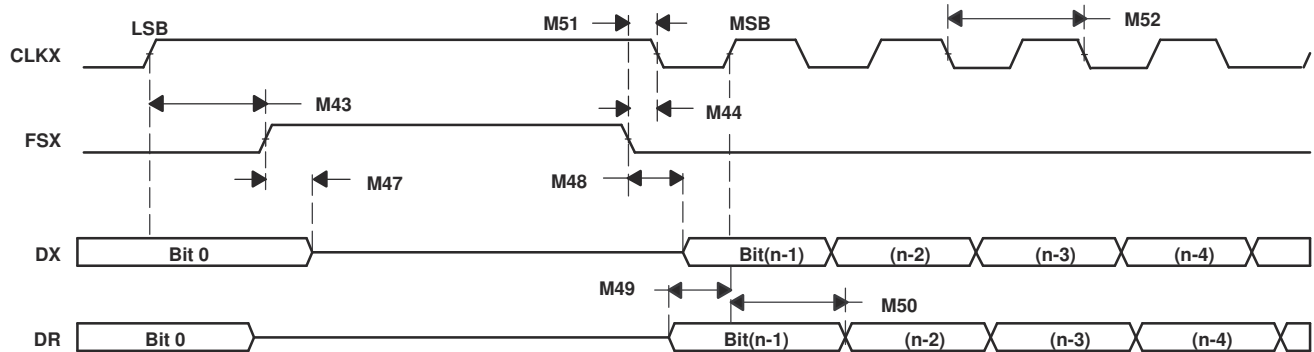 LSB
M51
MSB
M52
CLKX
M43
M44
FSX
M47
M48
DX
Bit 0
Bit(n-1)
(n-2)
(n-3)
(n-4)
M49
M50
DR
Bit 0
Bit(n-1)
(n-2)
(n-3)
(n-4)